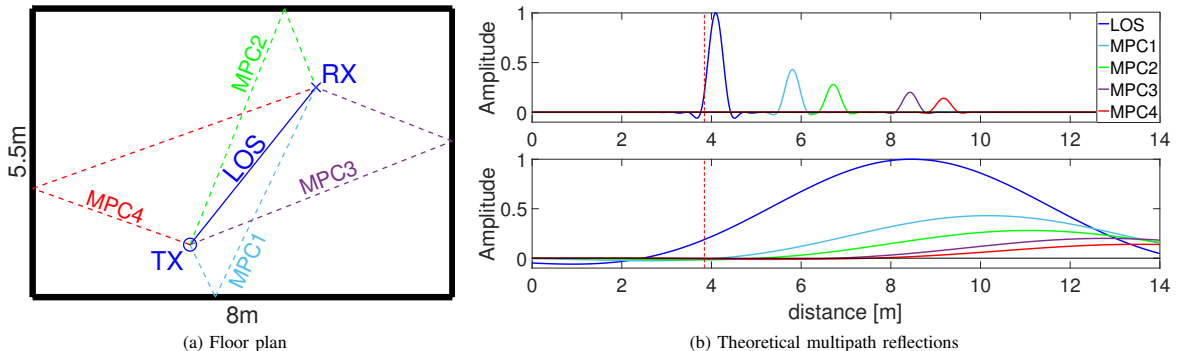 MPC2
RX
LOS
5.5m
MPC3
MPC4
TX
MPC1
8m
(a) Floor plan
Amplitude
1
0.5
0
0 2 4 6 8 10 12 14
LOS
MPC1
MPC2
MPC3
MPC4
Amplitude
1
0.5
0
0 2 4 6 8 10 12 14
distance [m]
(b) Theoretical multipath reflections